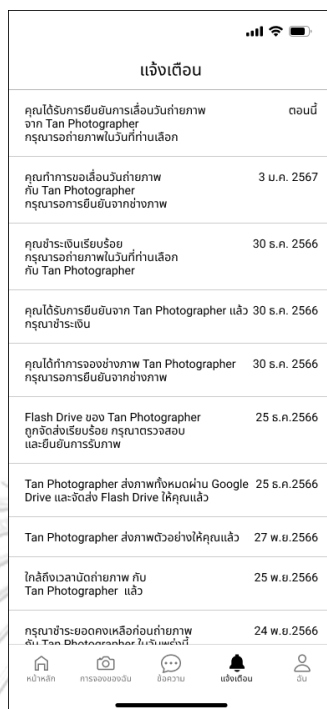 แจ้งเตือน
คุณได้รับการยืนยันการเลื่อนวันถ่ายภาพ ตอนนี้
จาก Tan Photographer
กรุณารอถ่ายภาพในวันที่ท่านเลือก
คุณทำการขอเลื่อนวันถ่ายภาพ 3 ม.ค. 2567
กับ Tan Photographer
กรุณารอการยืนยันจากช่างภาพ
คุณชำระเงินเรียบร้อย 30 ธ.ค. 2566
กรุณารอถ่ายภาพในวันที่ท่านเลือก
กับ Tan Photographer
คุณได้รับการยืนยันจาก Tan Photographer แล้ว 30 ธ.ค. 2566
กรุณาชำระเงิน
คุณได้ทำการจองช่างภาพ Tan Photographer 30 ธ.ค. 2566
กรุณารอการยืนยันจากช่างภาพ
Flash Drive ของ Tan Photographer 25 ธ.ค.2566
ถูกจัดส่งเรียบร้อย กรุณาตรวจสอบ
และยืนยันการรับภาพ
Tan Photographer ส่งภาพทั้งหมดผ่าน Google 25 ธ.ค.2566
Drive และจัดส่ง Flash Drive ให้คุณแล้ว
Tan Photographer ส่งภาพตัวอย่างให้คุณแล้ว 27 พ.ย.2566
ใกล้ถึงเวลานัดถ่ายภาพ กับ 25 พ.ย.2566
Tan Photographer แล้ว
กรุณาชำระยอดคงเหลือก่อนถ่ายภาพ 24 พ.ย.2566
กับ Tan Photographer ในวันพรุ่งนี้
หน้าหลัก การจองของฉัน ข้อความ แจ้งเตือน ฉัน